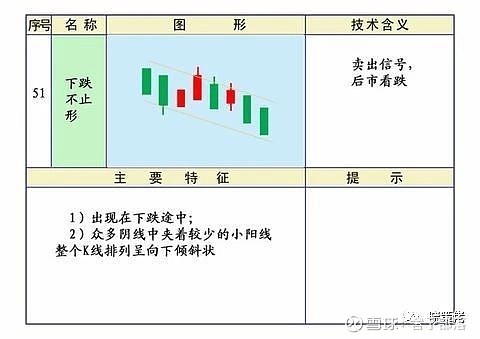 序号 名称 图形 技术含义
51
下跌
不止
形
卖出信号，
后市看跌
主要特征 提示
1）出现在下跌途中；
2）众多阴线中夹着较少的小阳线
整个K线排列呈向下倾斜状
雪球